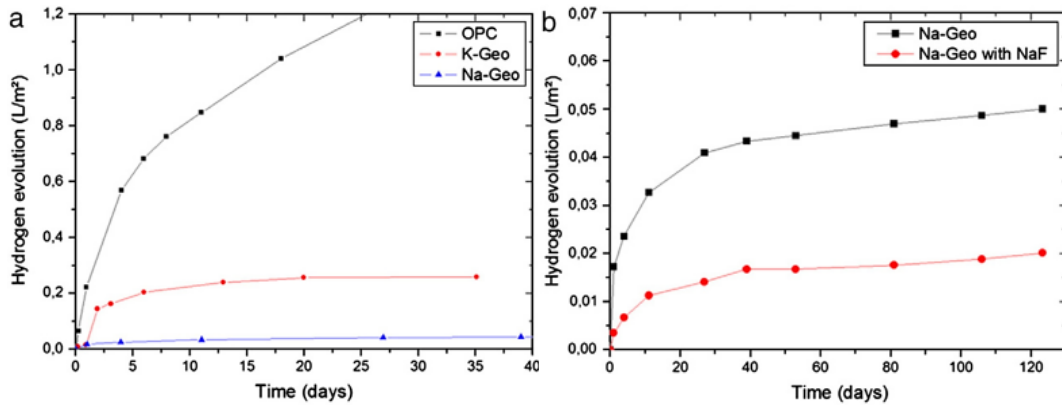 a
Hydrogen evolution (L/m²)
1,2
1,0
0,8
0,6
0,4
0,2
0,0
0 5 10 15 20 25 30 35 40
Time (days)
OPC
K-Geo
Na-Geo
b
Hydrogen evolution (L/m²)
0,07
0,06
0,05
0,04
0,03
0,02
0,01
0,00
0 20 40 60 80 100 120
Time (days)
Na-Geo
Na-Geo with NaF